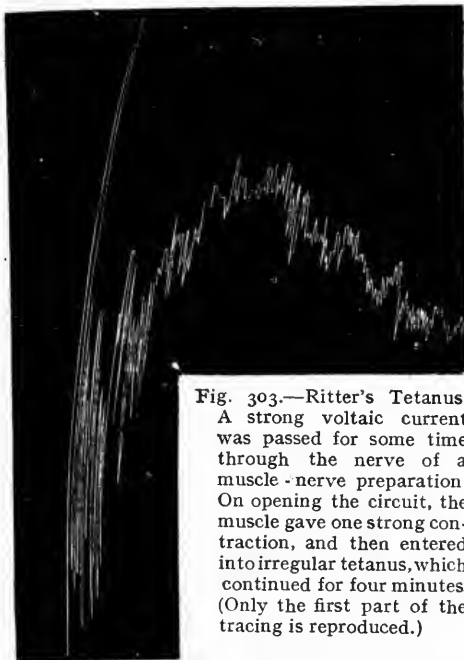 Fig. 303.—Ritter's Tetanus
A strong voltaic current
was passed for some time
through the nerve of a
muscle - nerve preparation
On opening the circuit, the
muscle gave one strong con-
traction, and then entered
into irregular tetanus, which
continued for four minutes
(Only the first part of the
tracing is reproduced.)